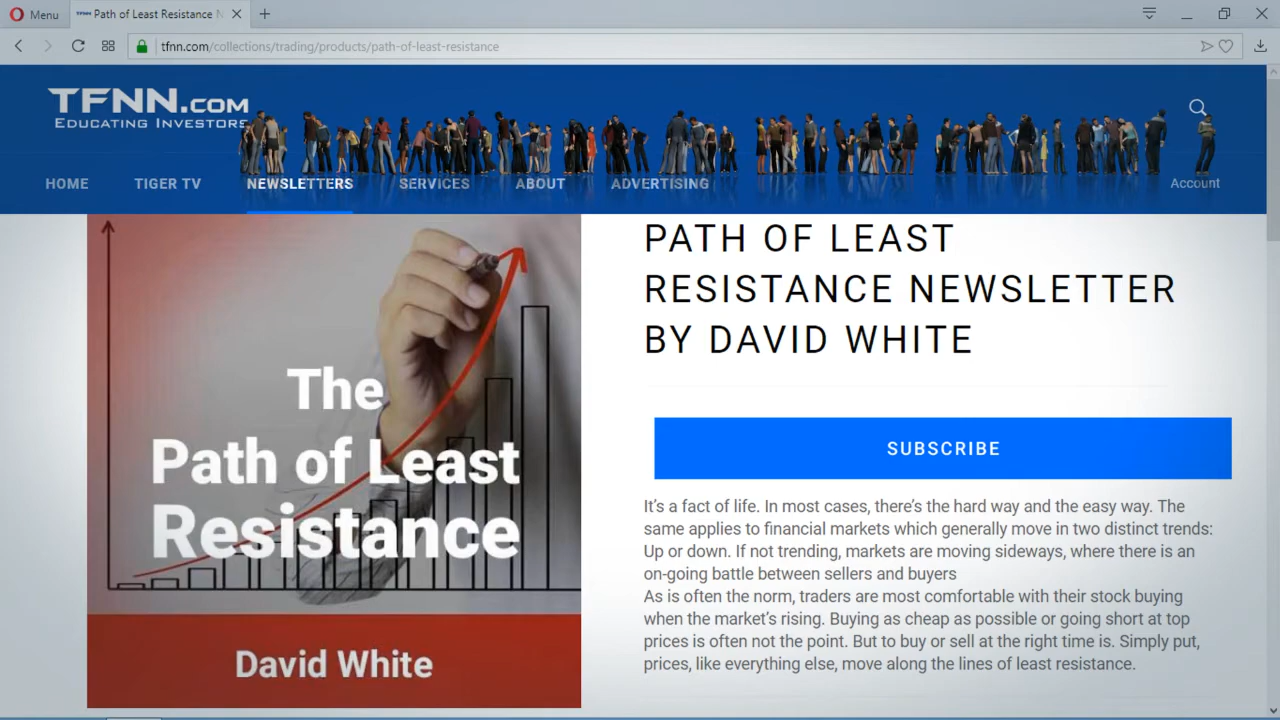 Menu
Path of Least Resistance N
tfnn.com/collections/trading/products/path-of-least-resistance
TFNN.COM
EDUCATING INVESTORS
HOME
TIGER TV
NEWSLETTERS
SERVICES
ABOUT
ADVERTISING
Account
The
Path of Least
Resistance
David White
PATH OF LEAST
RESISTANCE NEWSLETTER
BY DAVID WHITE
SUBSCRIBE
It's a fact of life. In most cases, there's the hard way and the easy way. The
same applies to financial markets which generally move in two distinct trends:
Up or down. If not trending, markets are moving sideways, where there is an
on-going battle between sellers and buyers
As is often the norm, traders are most comfortable with their stock buying
when the market's rising. Buying as cheap as possible or going short at top
prices is often not the point. But to buy or sell at the right time is. Simply put,
prices, like everything else, move along the lines of least resistance.